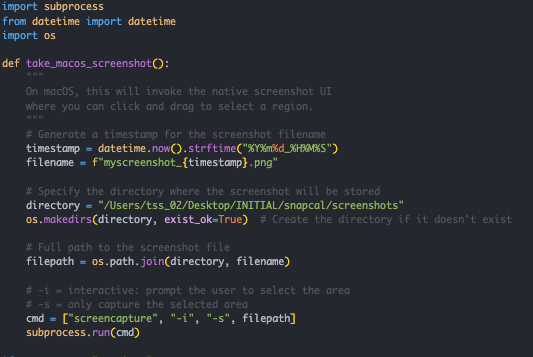 import subprocess
from datetime import datetime
import os
def take_macos_screenshot():
"""
On macOS, this will invoke the native screenshot UI
where you can click and drag to select a region.
"""
# Generate a timestamp for the screenshot filename
timestamp = datetime.now().strftime("%Y%m%d_%H%M%S")
filename = f"myscreenshot_{timestamp}.png"
# Specify the directory where the screenshot will be stored
directory = "/Users/tss_02/Desktop/INITIAL/snapcal/screenshots"
os.makedirs(directory, exist_ok=True)  # Create the directory if it doesn't exist
# Full path to the screenshot file
filepath = os.path.join(directory, filename)
# -i = interactive: prompt the user to select the area
# -s = only capture the selected area
cmd = ["screencapture", "-i", "-s", filepath]
subprocess.run(cmd)